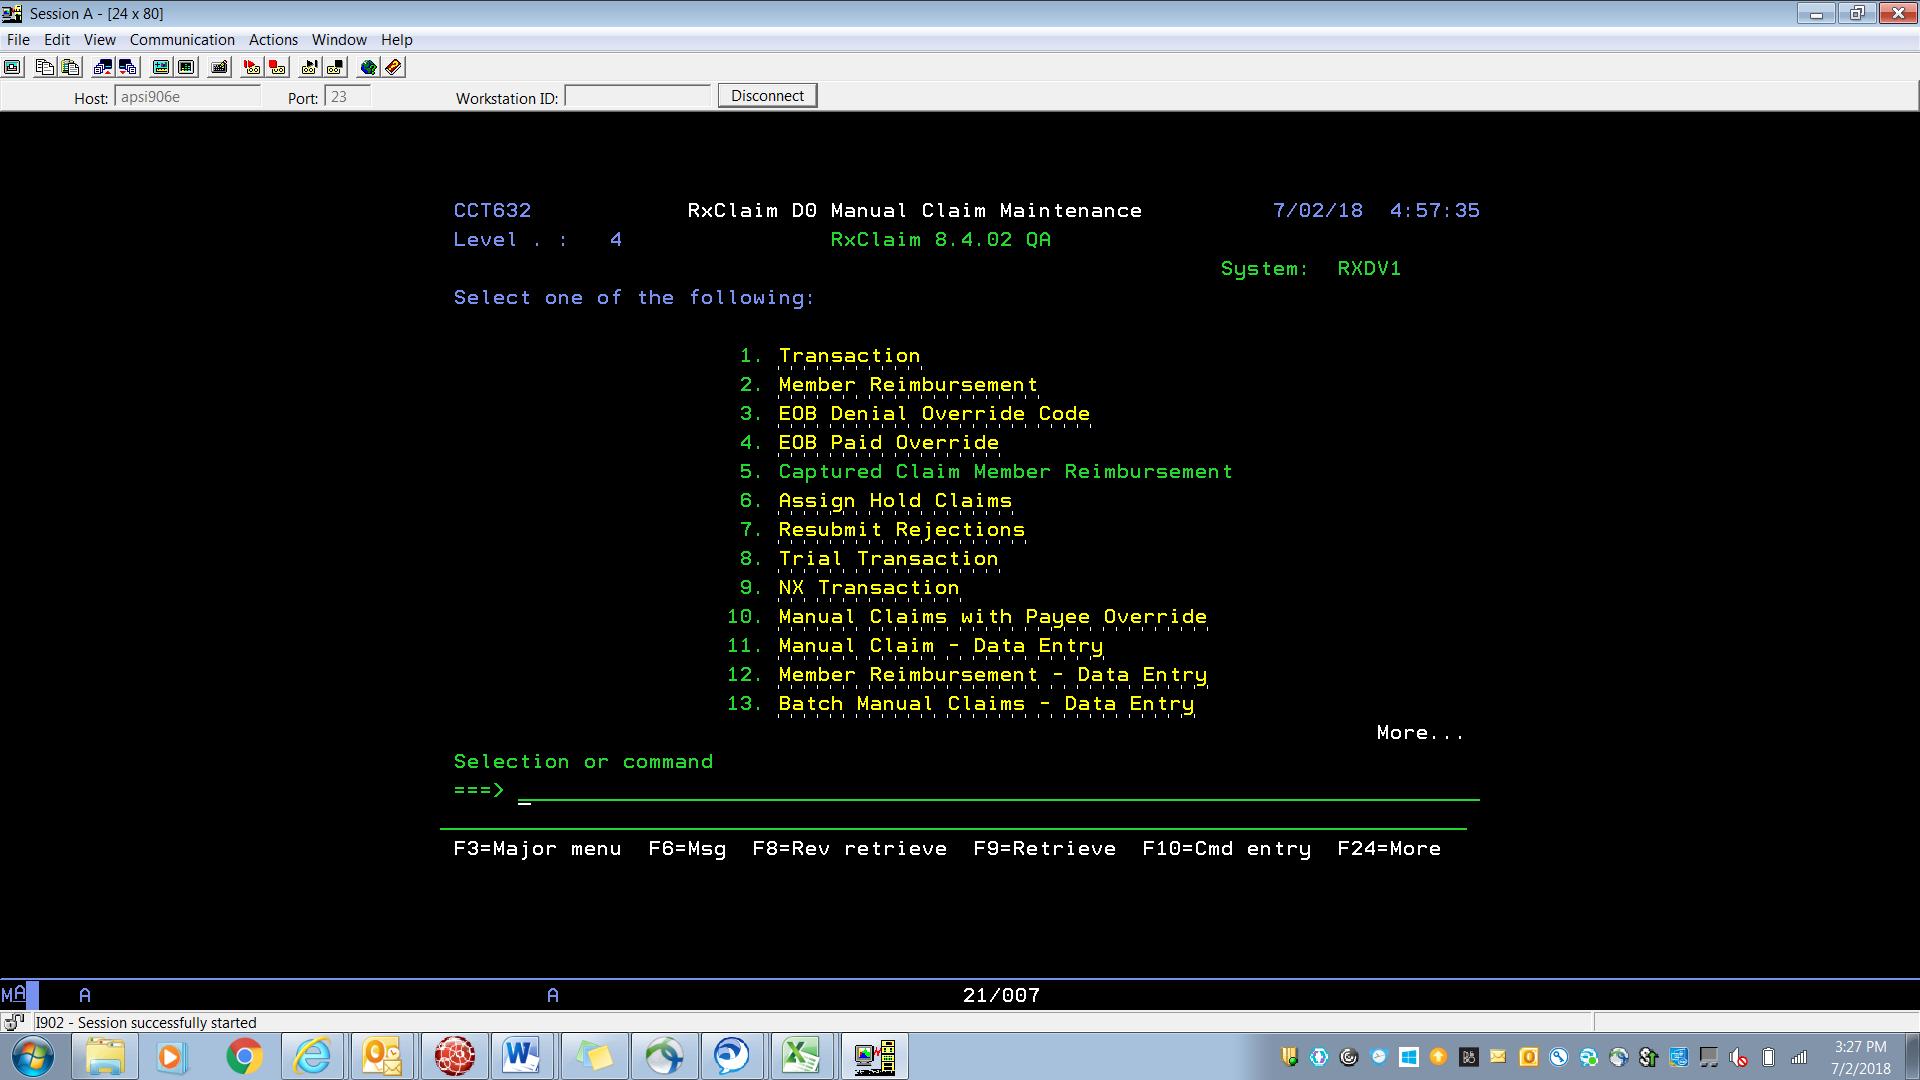 Session A - [24 x 80]
File Edit View Communication Actions Window Help
Host: apsi906e Port: 23 Workstation ID: Disconnect
CCT632 RxClaim D0 Manual Claim Maintenance 7/02/18 4:57:35
Level . : 4 RxClaim 8.4.02 QA
System: RXDV1
Select one of the following:
1. Transaction
2. Member Reimbursement
3. EOB Denial Override Code
4. EOB Paid Override
5. Captured Claim Member Reimbursement
6. Assign Hold Claims
7. Resubmit Rejections
8. Trial Transaction
9. NX Transaction
10. Manual Claims with Payee Override
11. Manual Claim - Data Entry
12. Member Reimbursement - Data Entry
13. Batch Manual Claims - Data Entry
More...
Selection or command
===>
F3=Major menu F6=Msg F8=Rev retrieve F9=Retrieve F10=Cmd entry F24=More
MA A A 21/007
I902 - Session successfully started
3:27 PM
7/2/2018